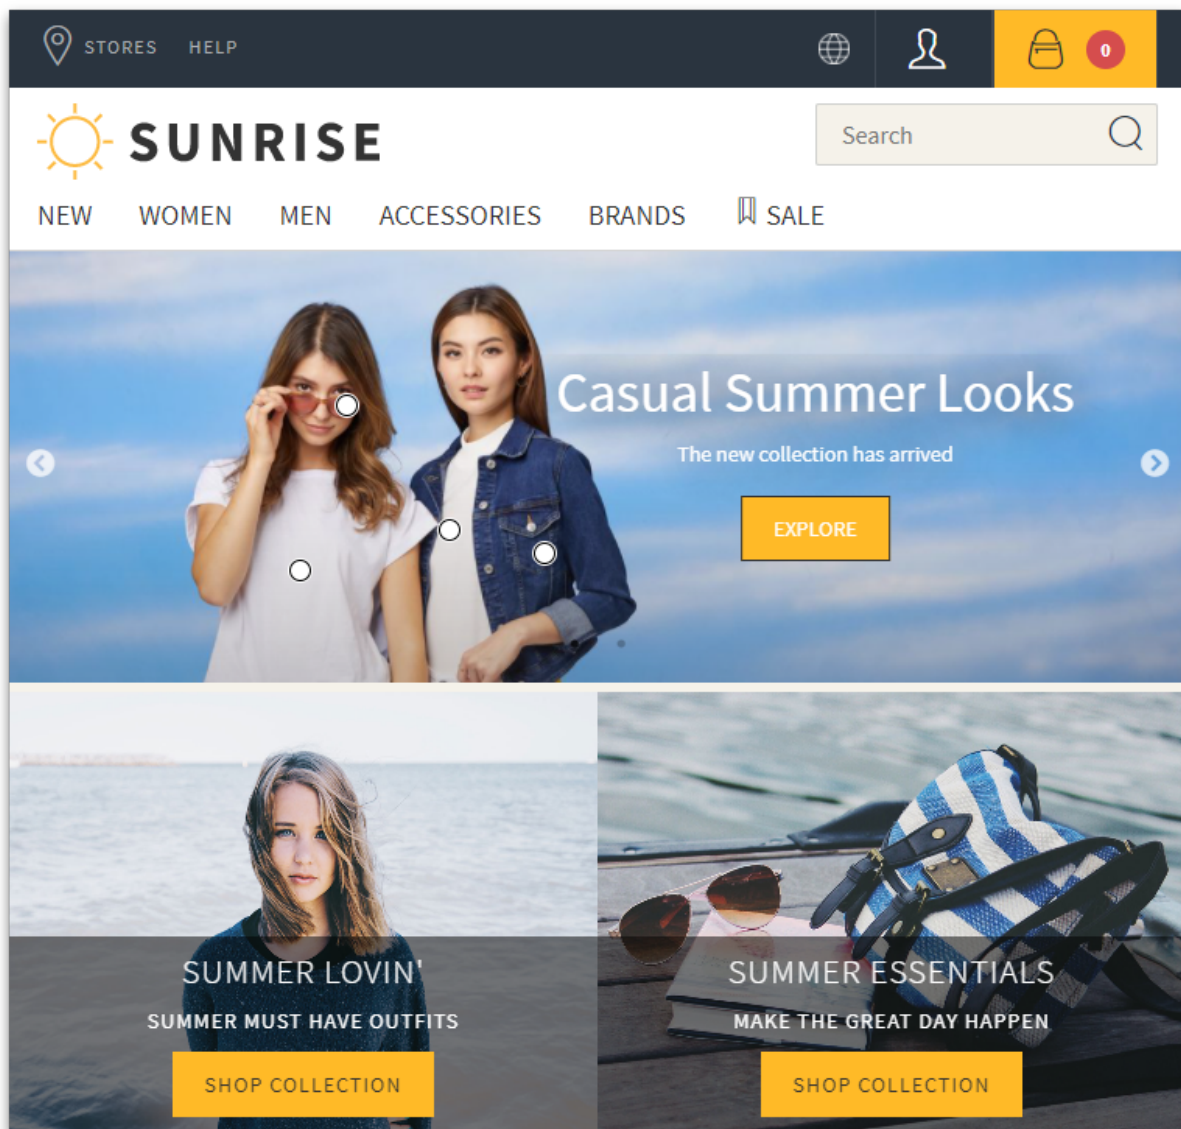 STORES HELP
0
SUNRISE
Search
NEW WOMEN MEN ACCESSORIES BRANDS SALE
Casual Summer Looks
The new collection has arrived
EXPLORE
SUMMER LOVIN'
SUMMER MUST HAVE OUTFITS
SHOP COLLECTION
SUMMER ESSENTIALS
MAKE THE GREAT DAY HAPPEN
SHOP COLLECTION